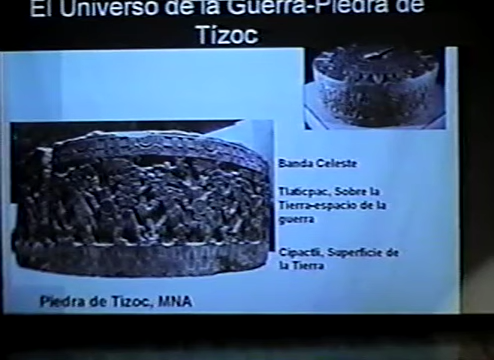 El Universo de la Guerra-Piedra de
Tízoc
Banda Celeste
Tlalticpac, Sobre la
Tierra-espacio de la
guerra
Cipactli, Superficie de
la Tierra
Piedra de Tizoc, MNA